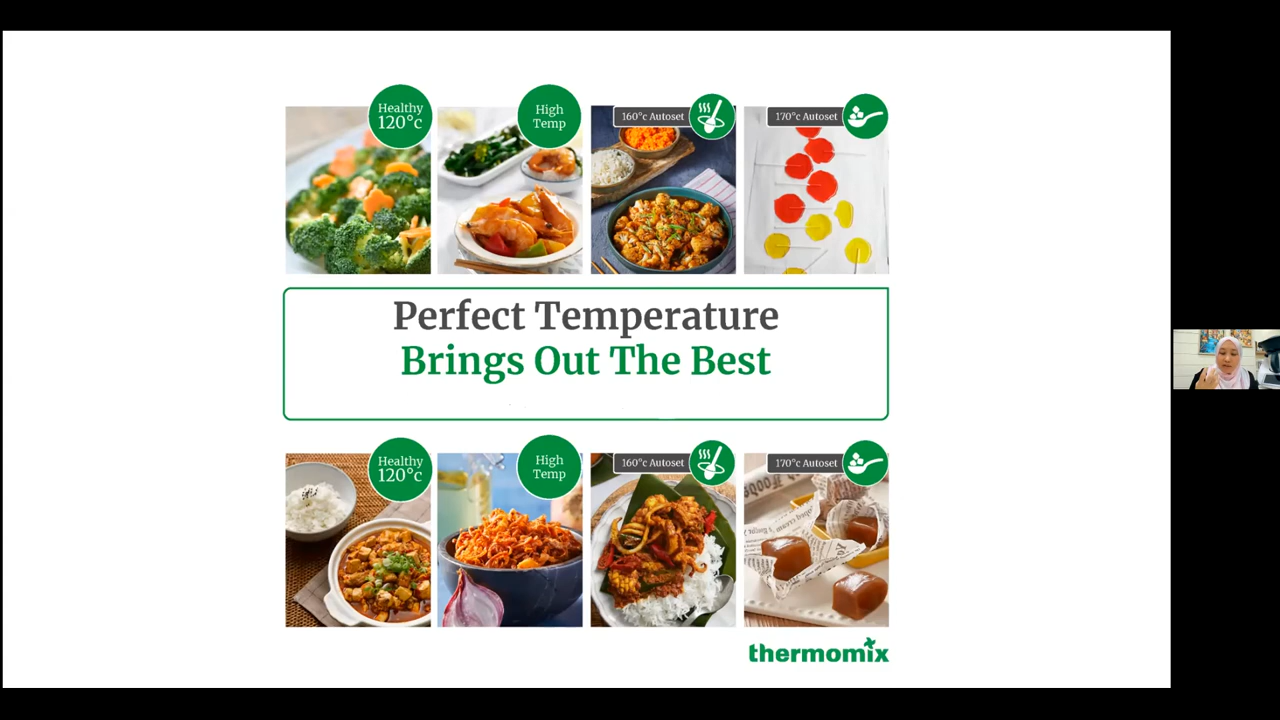 Healthy
120°c
High
Temp
160°c Autoset
170°c Autoset
Perfect Temperature
Brings Out The Best
Healthy
120°c
High
Temp
160°c Autoset
170°c Autoset
thermomix